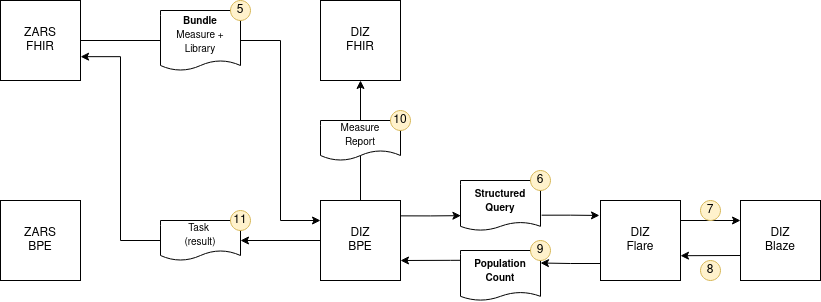 ZARS
FHIR
5
Bundle
Measure +
Library
DIZ
FHIR
10
Measure
Report
6
Structured
Query
7
ZARS
BPE
11
Task
(result)
DIZ
BPE
9
Population
Count
DIZ
Flare
8
DIZ
Blaze